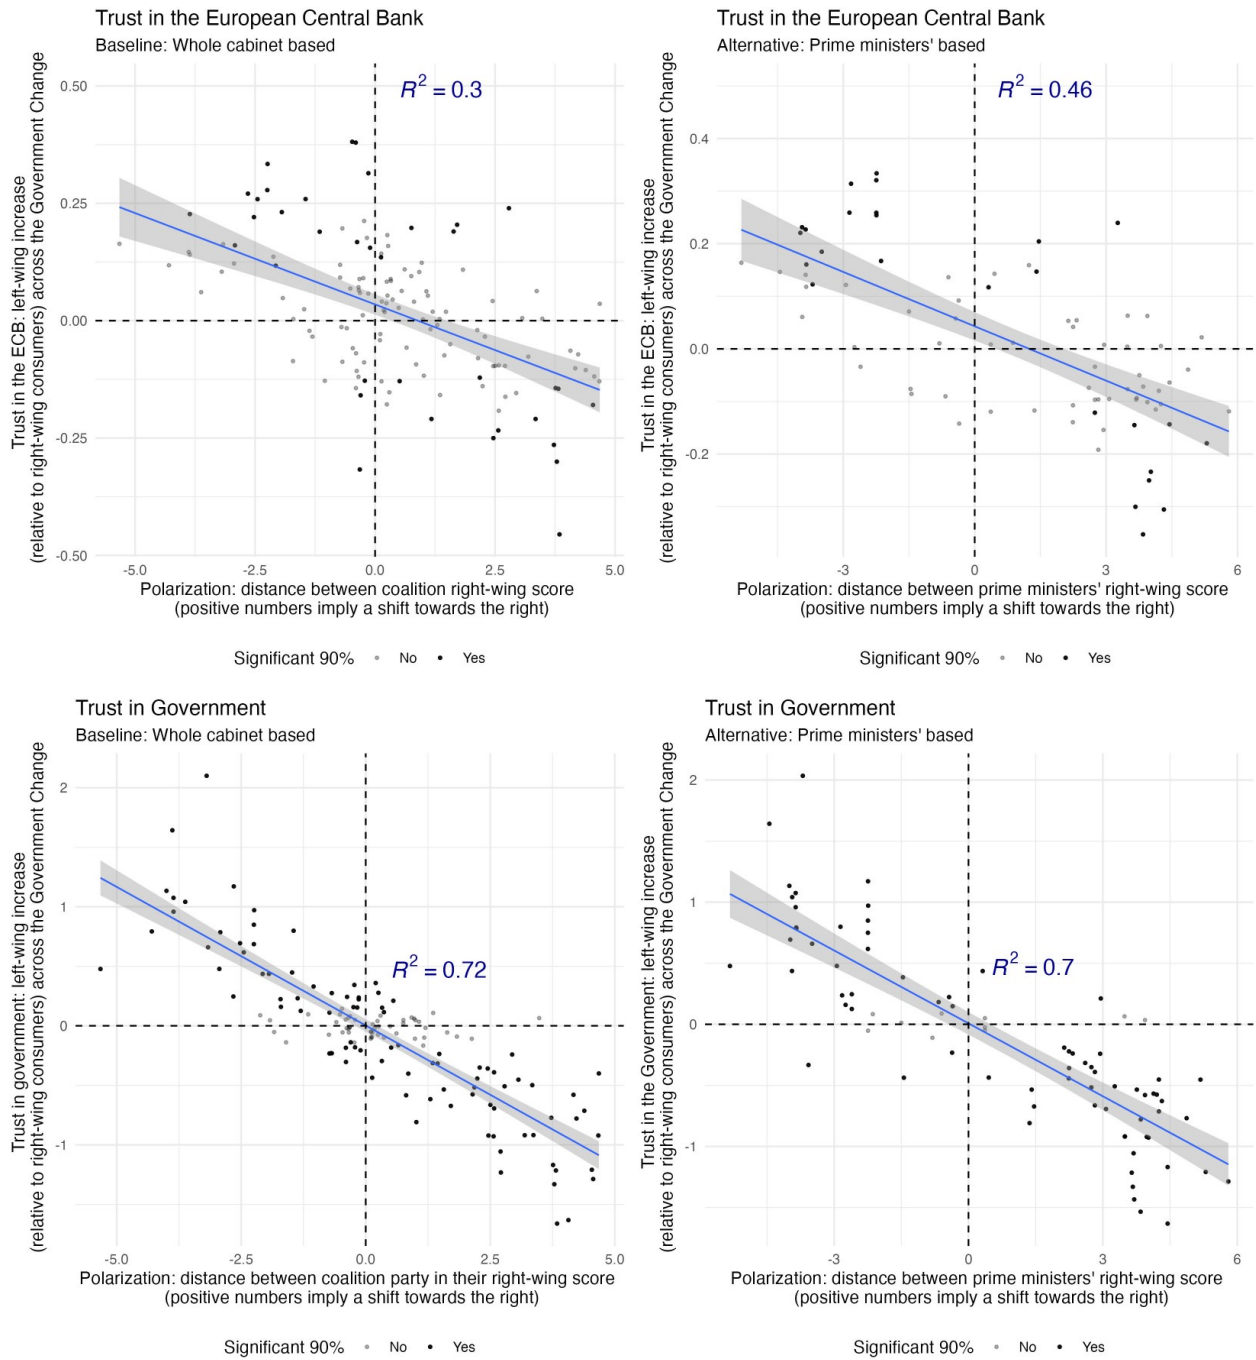 Trust in the European Central Bank
Baseline: Whole cabinet based
R² = 0.3
Trust in the ECB: left-wing increase
(relative to right-wing consumers) across the Government Change
0.50
0.25
0.00
-0.25
-0.50
-5.0 -2.5 0.0 2.5 5.0
Polarization: distance between coalition right-wing score
(positive numbers imply a shift towards the right)
Significant 90% No Yes
Trust in the European Central Bank
Alternative: Prime ministers' based
R² = 0.46
Trust in the ECB: left-wing increase
(relative to right-wing consumers) across the Government Change
0.4
0.2
0.0
-0.2
-3 0 3 6
Polarization: distance between prime ministers' right-wing score
(positive numbers imply a shift towards the right)
Significant 90% No Yes
Trust in Government
Baseline: Whole cabinet based
R² = 0.72
Trust in government: left-wing increase
(relative to right-wing consumers) across the Government Change
2
1
0
-1
-5.0 -2.5 0.0 2.5 5.0
Polarization: distance between coalition party in their right-wing score
(positive numbers imply a shift towards the right)
Significant 90% No Yes
Trust in Government
Alternative: Prime ministers' based
R² = 0.7
Trust in the Government: left-wing increase
(relative to right-wing consumers) across the Government Change
2
1
0
-1
-3 0 3 6
Polarization: distance between prime ministers' right-wing score
(positive numbers imply a shift towards the right)
Significant 90% No Yes